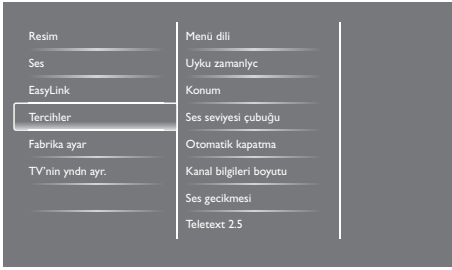 Resim
Ses
EasyLink
Tercihler
Fabrika ayar
TV'nin yndn ayr.
Menü dili
Uyku zamanlyc
Konum
Ses seviyesi çubuğu
Otomatik kapatma
Kanal bilgileri boyutu
Ses gecikmesi
Teletext 2.5